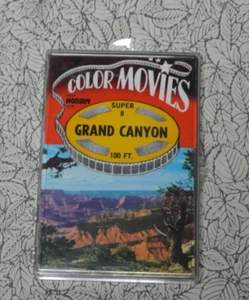 COLOR MOVIES
SUPER
8
GRAND CANYON
100 FT.